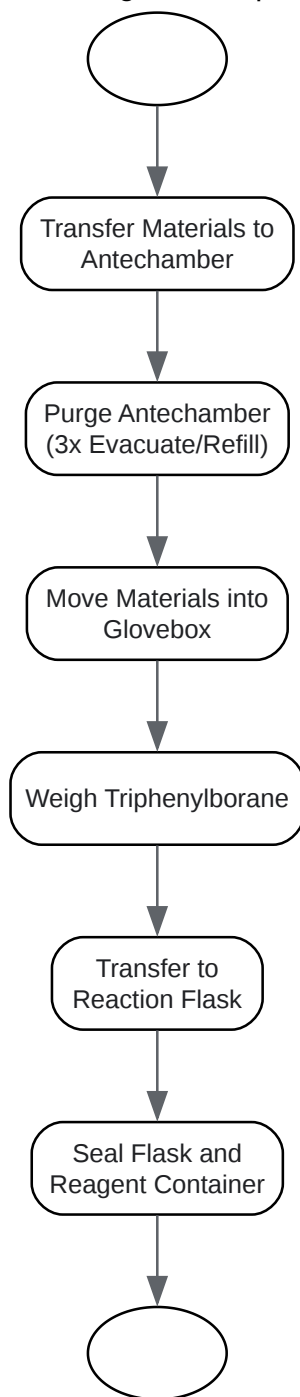 Transfer Materials to
Antechamber
Purge Antechamber
(3x Evacuate/Refill)
Move Materials into
Glovebox
Weigh Triphenylborane
Transfer to
Reaction Flask
Seal Flask and
Reagent Container